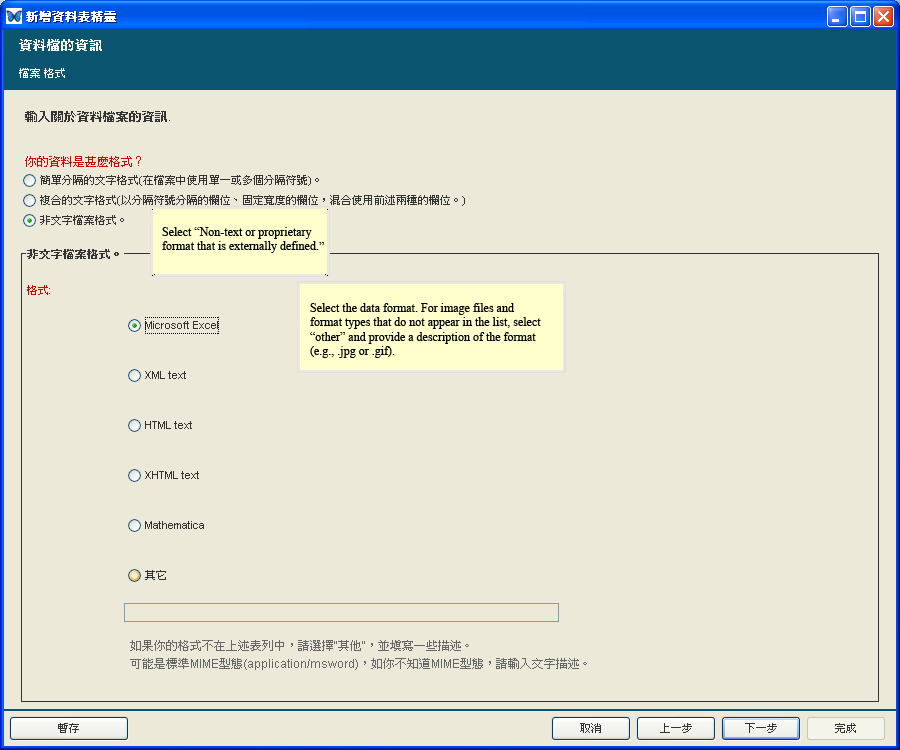 新增資料表精靈
資料檔的資訊
檔案 格式
輸入關於資料檔案的資訊.
你的資料是甚麼格式？
簡單分隔的文字格式(在檔案中使用單一或多個分隔符號)。
複合的文字格式(以分隔符號分隔的欄位、固定寬度的欄位，混合使用前述兩種的欄位。)
非文字檔案格式。
Select “Non-text or proprietary
format that is externally defined.”
非文字檔案格式。
格式:
Select the data format. For image files and
format types that do not appear in the list, select
“other” and provide a description of the format
(e.g., .jpg or .gif).
Microsoft Excel
XML text
HTML text
XHTML text
Mathematica
其它
如果你的格式不在上述表列中，請選擇"其他"，並填寫一些描述。
可能是標準MIME型態(application/msword)，如你不知道MIME型態，請輸入文字描述。
暫存
取消
上一步
下一步
完成